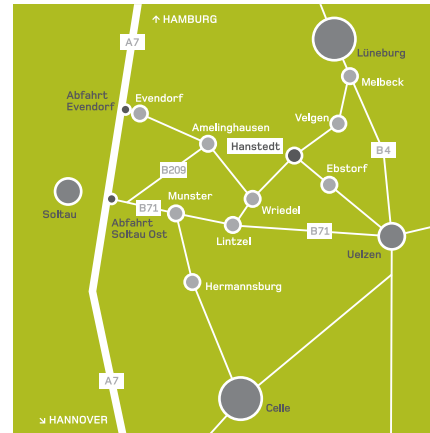 ↑ HAMBURG
A7
Lüneburg
Melbeck
Abfahrt
Evendorf
Evendorf
Velgen
Amelinghausen
Hanstedt
B4
B209
Ebstorf
Soltau
B71
Munster
Wriedel
Abfahrt
Soltau Ost
Lintzel
B71
Uelzen
Hermannsburg
A7
Celle
↘ HANNOVER